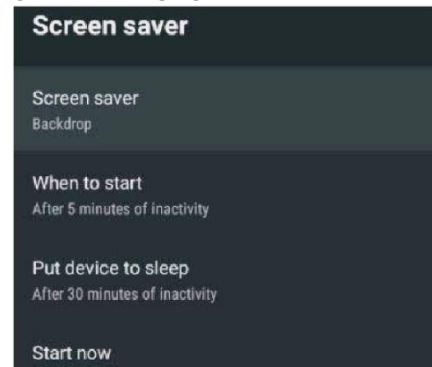 Screen saver
Screen saver
Backdrop
When to start
After 5 minutes of inactivity
Put device to sleep
After 30 minutes of inactivity
Start now